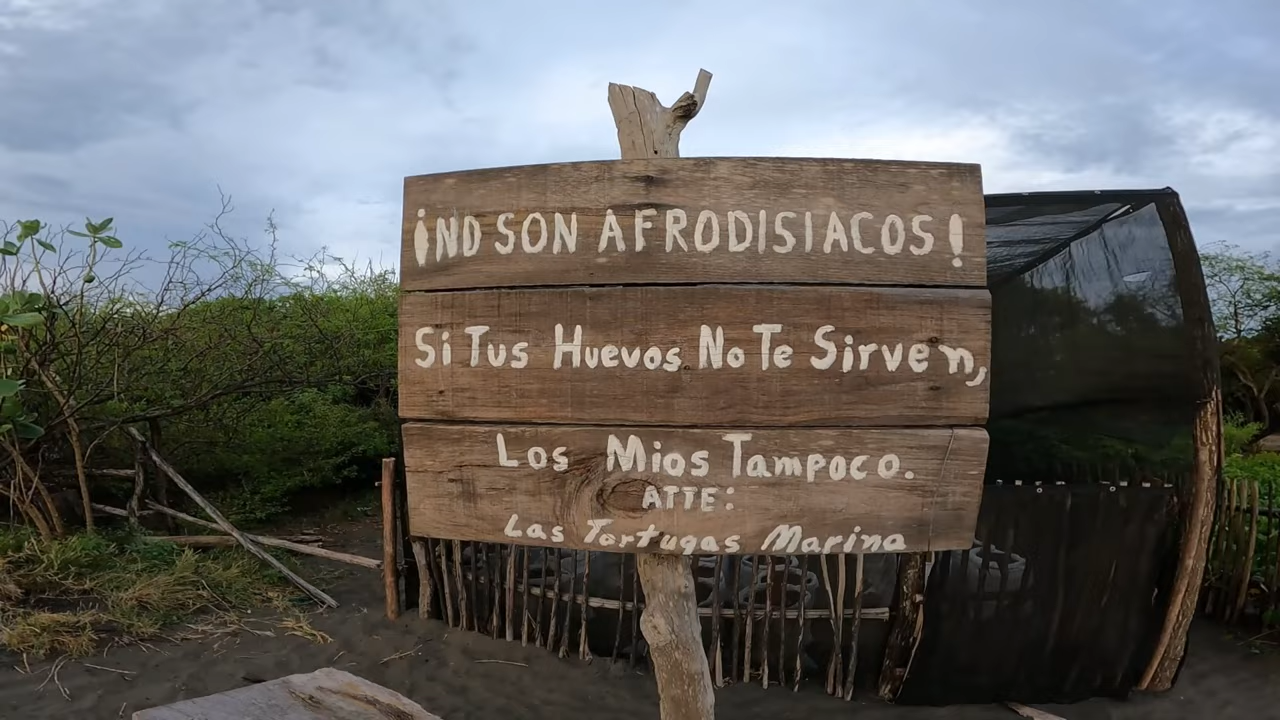 ¡NO SON AFRODISIACOS!
Si Tus Huevos No Te Sirven,
Los Mios Tampoco.
ATTE:
Las Tortugas Marina